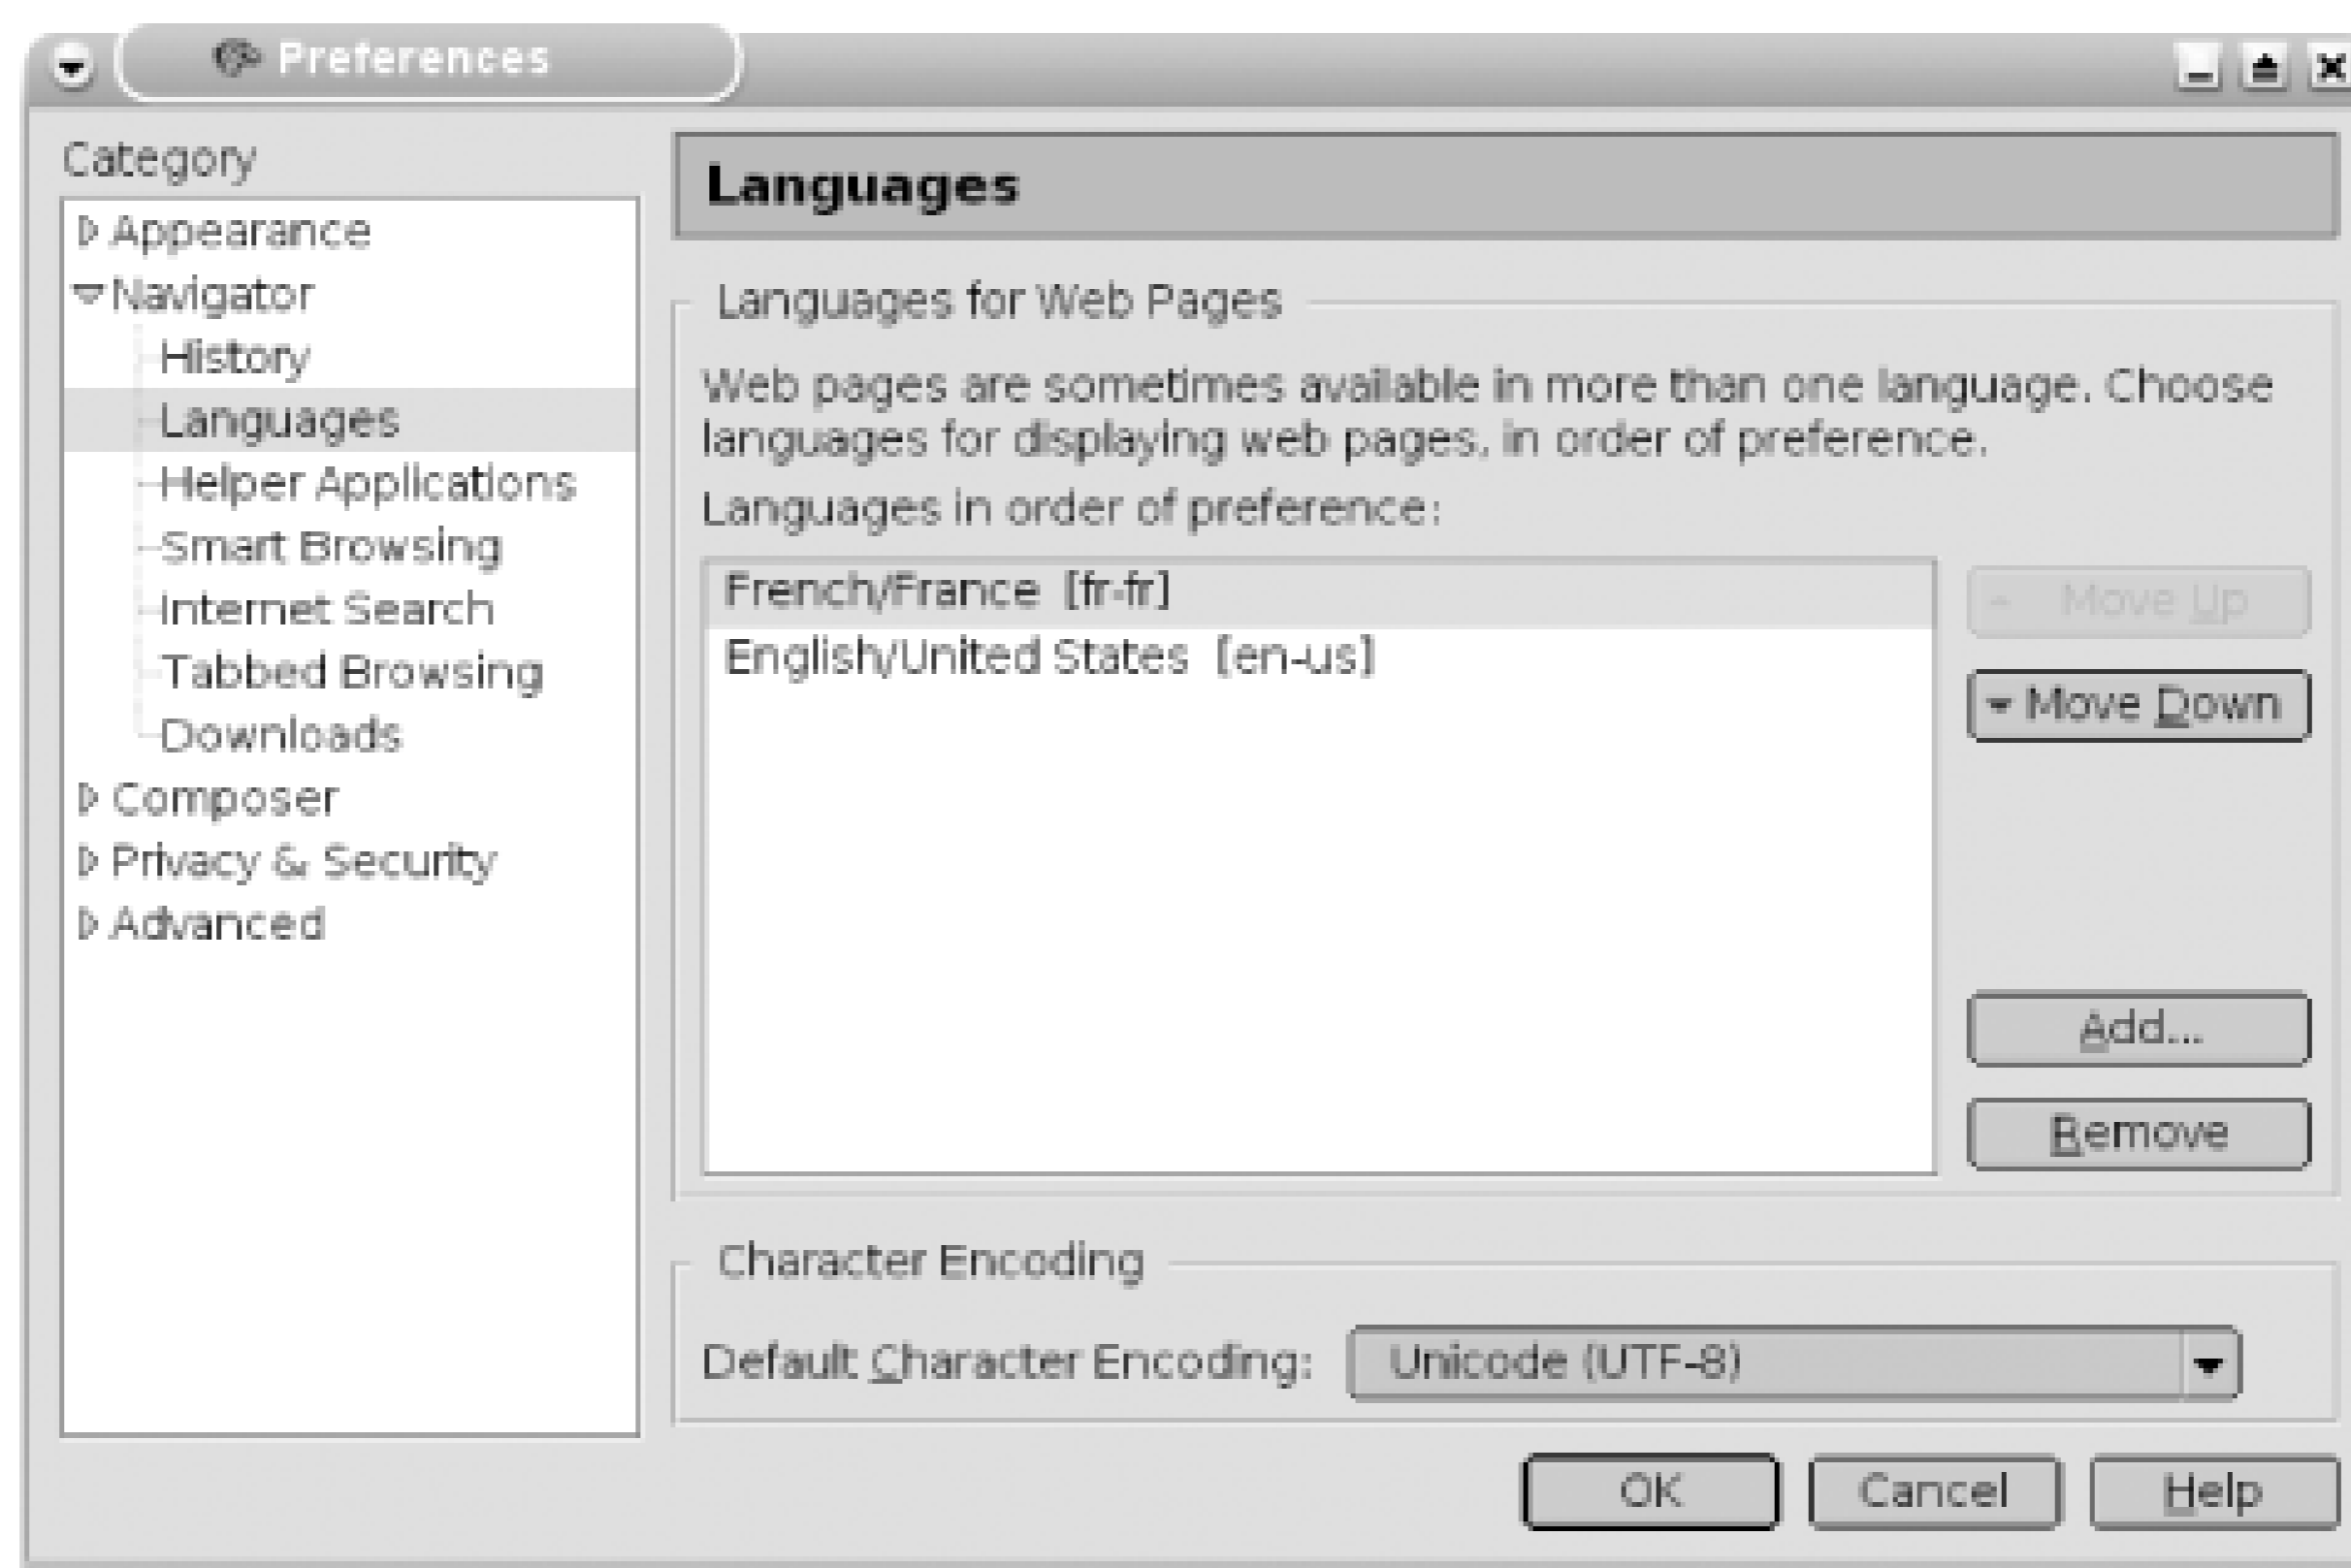 Preferences
Category
Appearance
Navigator
History
Languages
Helper Applications
Smart Browsing
Internet Search
Tabbed Browsing
Downloads
Composer
Privacy & Security
Advanced
Languages
Languages for Web Pages
Web pages are sometimes available in more than one language. Choose
languages for displaying web pages, in order of preference.
Languages in order of preference:
French/France [fr-fr]
English/United States [en-us]
Move Up
Move Down
Add...
Remove
Character Encoding
Default Character Encoding: Unicode (UTF-8)
OK Cancel Help